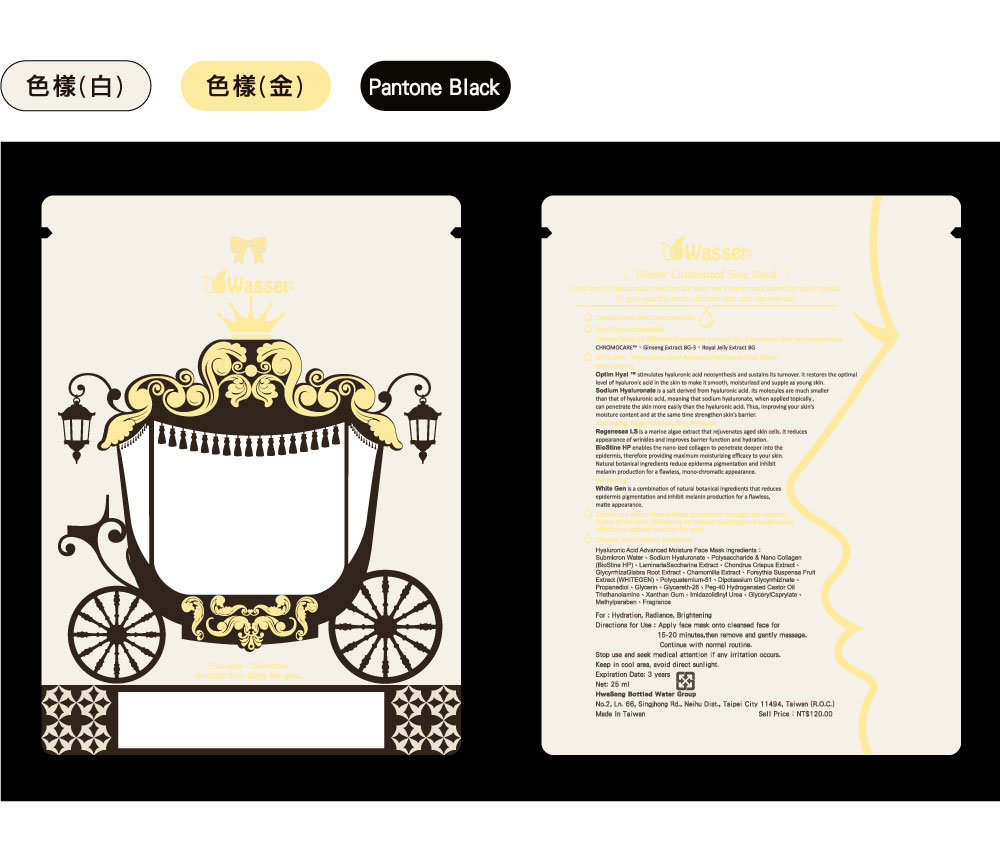 色樣(白)
色樣(金)
Pantone Black
Wasser
Exclusive · Distinctive
Beautiful skin. Only for you.
Wasser
Wasser Customized Face Mask
First one to personalize and create your very own mask based on your needs.
To give you the most ultimate skin care experience.
Consultation with Cosmetologist
Your Own Formulation
CHROMOCARE™、Ginseng Extract BG-3、Royal Jelly Extract BG
All in One「Hyaluronic Acid Advanced Moisture Face Mask」
Moisturizing
Optim Hyal ™ stimulates hyaluronic acid neosynthesis and sustains its turnover. It restores the optimal
level of hyaluronic acid in the skin to make it smooth, moisturized and supple as young skin.
Sodium Hyaluronate is a salt derived from hyaluronic acid. Its molecules are much smaller
than that of hyaluronic acid, meaning that sodium hyaluronate, when applied topically ,
can penetrate the skin more easily than the hyaluronic acid. Thus, improving your skin's
moisture content and at the same time strengthen skin's barrier.
Regenesea LS is a marine algae extract that rejuvenates aged skin cells. It reduces
appearance of wrinkles and improves barrier function and hydration.
BioStine HP enables the nano-ized collagen to penetrate deeper into the
epidermis, therefore providing maximum moisturizing efficacy to your skin.
Natural botanical ingredients reduce epiderma pigmentation and inhibit
melanin production for a flawless, mono-chromatic appearance.
White Gen is a combination of natural botanical ingredients that reduces
epidermis pigmentation and inhibit melanin production for a flawless,
matte appearance.
Choose Your Favorite Fragrance
Hyaluronic Acid Advanced Moisture Face Mask Ingredients：
Submicron Water、Sodium Hyaluronate、Polysaccharide & Nano Collagen
(BioStine HP)、LaminariaSaccharina Extract、Chondrus Crispus Extract、
GlycyrrhizaGlabra Root Extract、Chamomilla Extract、Forsythia Suspensa Fruit
Extract (WHITEGEN)、Polyquaternium-51、Dipotassium Glycyrrhizinate、
Propanediol、Glycerin、Glycereth-26、Peg-40 Hydrogenated Castor Oil
Triethanolamine、Xanthan Gum、Imidazolidinyl Urea、GlycerylCaprylate、
Methylparaben、Fragrance
For : Hydration, Radiance, Brightening
Directions for Use : Apply face mask onto cleansed face for
15-20 minutes,then remove and gently massage.
Continue with normal routine.
Stop use and seek medical attention if any irritation occurs.
Keep in cool area, avoid direct sunlight.
Expiration Date: 3 years
Net: 25 ml
HwaSeng Bottled Water Group
No.2, Ln. 66, Singjhong Rd., Neihu Dist., Taipei City 11494, Taiwan (R.O.C.)
Made In Taiwan Sell Price：NT$120.00